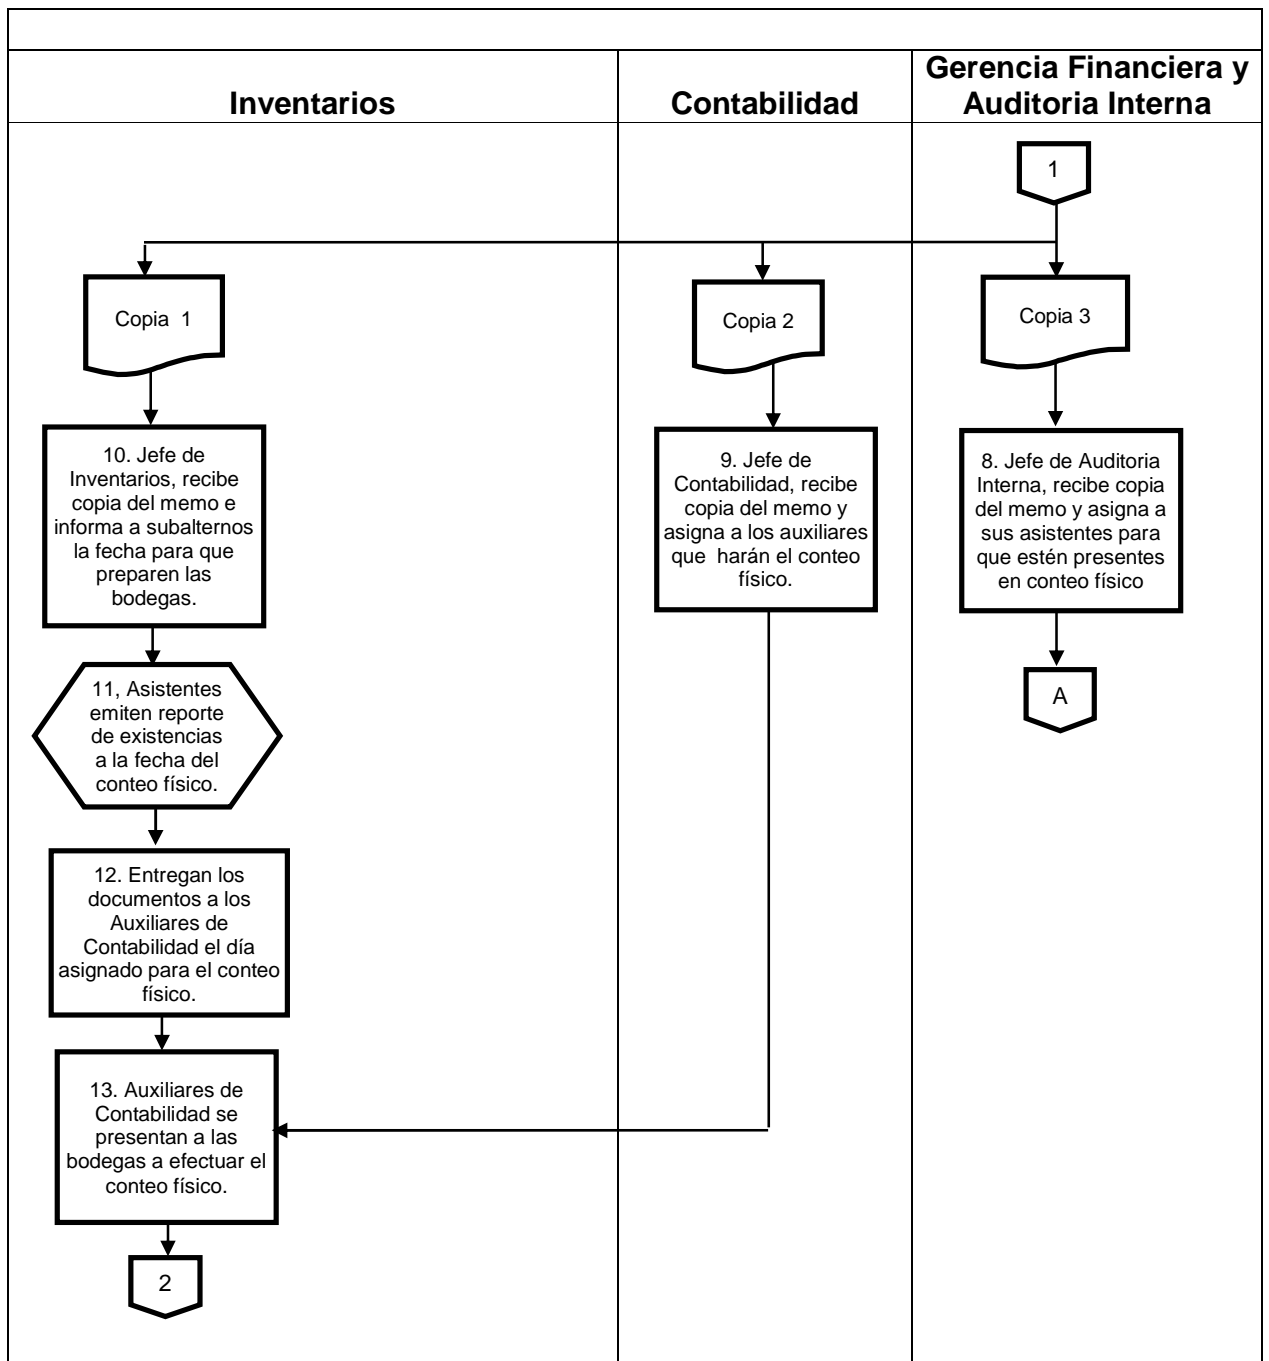 Inventarios
Contabilidad
Gerencia Financiera y
Auditoria Interna
1
Copia 1
Copia 2
Copia 3
10. Jefe de
Inventarios, recibe
copia del memo e
informa a subalternos
la fecha para que
preparen las
bodegas.
9. Jefe de
Contabilidad, recibe
copia del memo y
asigna a los auxiliares
que harán el conteo
físico.
8. Jefe de Auditoria
Interna, recibe copia
del memo y asigna a
sus asistentes para
que estén presentes
en conteo físico
11, Asistentes
emiten reporte
de existencias
a la fecha del
conteo físico.
A
12. Entregan los
documentos a los
Auxiliares de
Contabilidad el día
asignado para el conteo
físico.
13. Auxiliares de
Contabilidad se
presentan a las
bodegas a efectuar el
conteo físico.
2